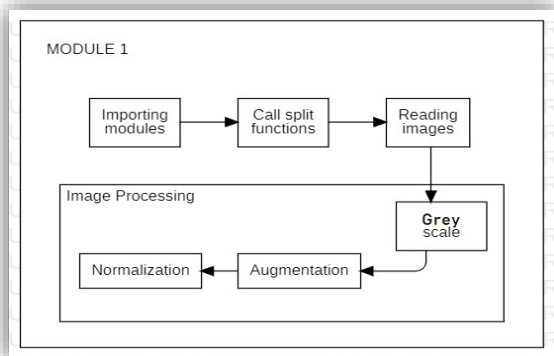 MODULE 1
Importing
modules
Call split
functions
Reading
images
Image Processing
Grey
scale
Augmentation
Normalization